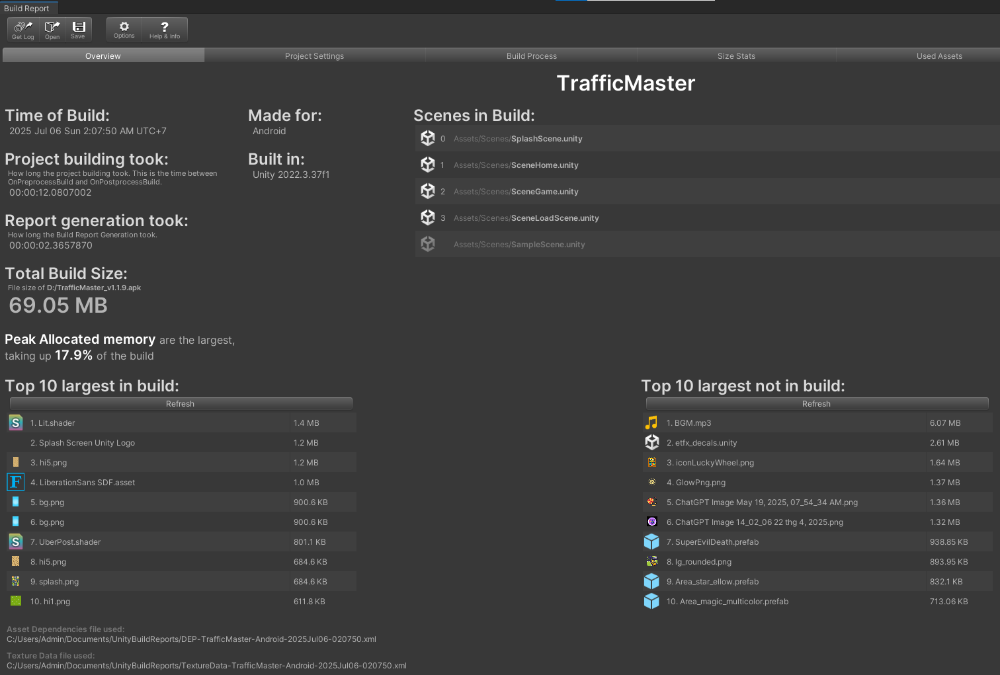 Build Report
Get Log
Open
Save
Options
Help & Info
Overview
Project Settings
Build Process
Size Stats
Used Assets
TrafficMaster
Time of Build:
2025 Jul 06 Sun 2:07:50 AM UTC+7
Made for:
Android
Project building took:
How long the project building took. This is the time between
OnPreprocessBuild and OnPostprocessBuild.
00:00:12.0807002
Built in:
Unity 2022.3.37f1
Report generation took:
How long the Build Report Generation took.
00:00:02.3657870
Total Build Size:
File size of D:/TrafficMaster_v1.1.9.apk
69.05 MB
Peak Allocated memory are the largest,
taking up 17.9% of the build
Scenes in Build:
0 Assets/Scenes/SplashScene.unity
1 Assets/Scenes/SceneHome.unity
2 Assets/Scenes/SceneGame.unity
3 Assets/Scenes/SceneLoadScene.unity
Assets/Scenes/SampleScene.unity
Top 10 largest in build:
Refresh
1. Lit.shader 1.4 MB
2. Splash Screen Unity Logo 1.2 MB
3. hi5.png 1.2 MB
4. LiberationSans SDF.asset 1.0 MB
5. bg.png 900.6 KB
6. bg.png 900.6 KB
7. UberPost.shader 801.1 KB
8. hi5.png 684.6 KB
9. splash.png 684.6 KB
10. hi1.png 611.8 KB
Top 10 largest not in build:
Refresh
1. BGM.mp3 6.07 MB
2. etfx_decals.unity 2.61 MB
3. iconLuckyWheel.png 1.64 MB
4. GlowPng.png 1.37 MB
5. ChatGPT Image May 19, 2025, 07_54_34 AM.png 1.36 MB
6. ChatGPT Image 14_02_06 22 thg 4, 2025.png 1.32 MB
7. SuperEvilDeath.prefab 938.85 KB
8. lg_rounded.png 893.95 KB
9. Area_star_ellow.prefab 832.1 KB
10. Area_magic_multicolor.prefab 713.06 KB
Asset Dependencies file used:
C:/Users/Admin/Documents/UnityBuildReports/DEP-TrafficMaster-Android-2025Jul06-020750.xml
Texture Data file used:
C:/Users/Admin/Documents/UnityBuildReports/TextureData-TrafficMaster-Android-2025Jul06-020750.xml